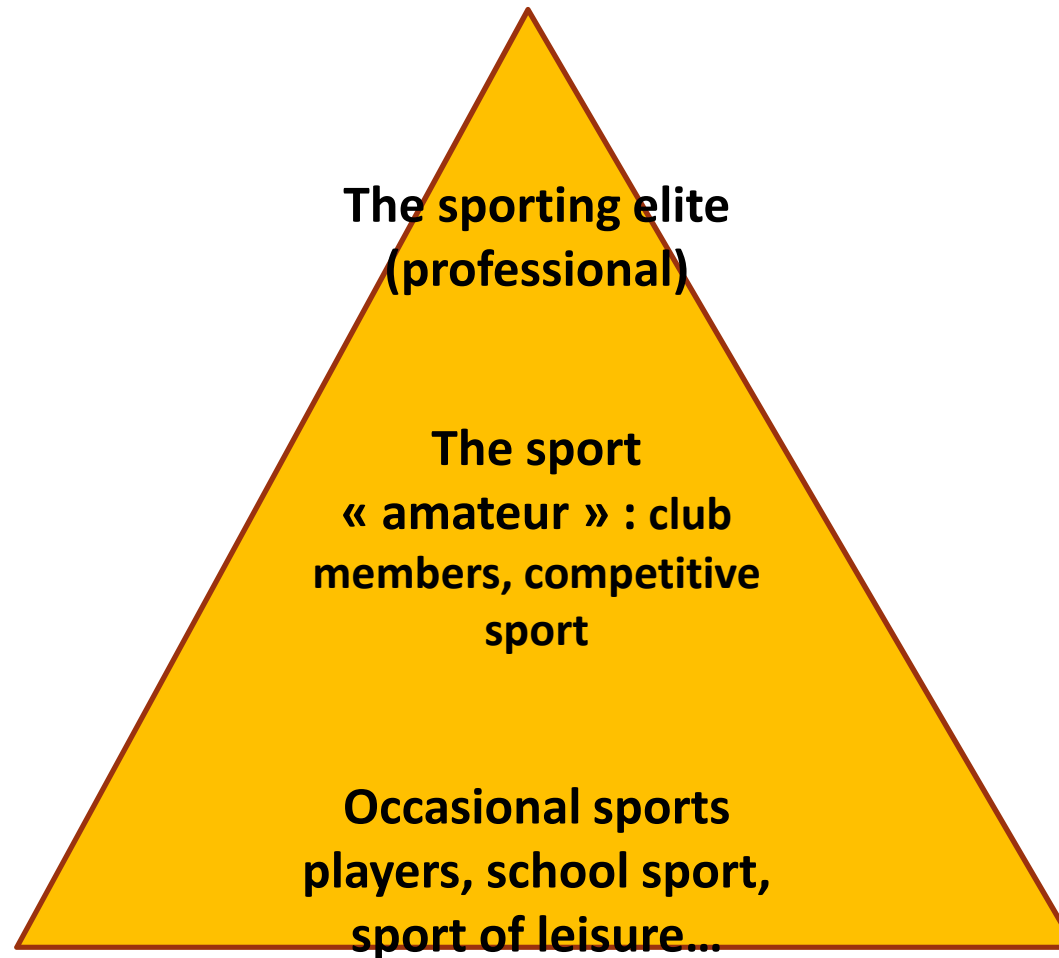 The sporting elite
(professional)
The sport
« amateur » : club
members, competitive
sport
Occasional sports
players, school sport,
sport of leisure…